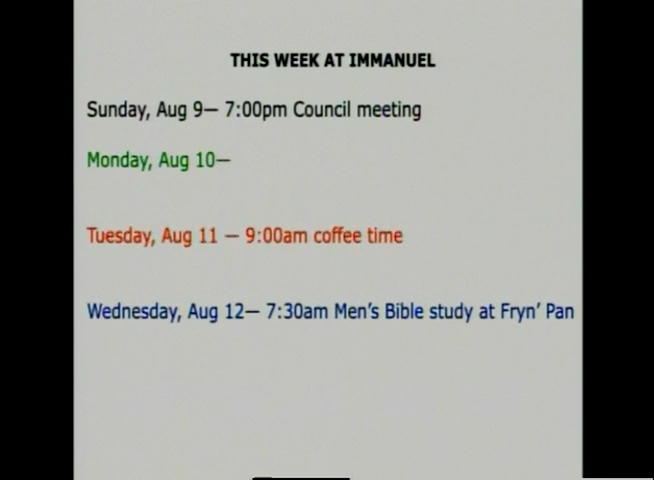 THIS WEEK AT IMMANUEL
Sunday, Aug 9— 7:00pm Council meeting
Monday, Aug 10—
Tuesday, Aug 11 — 9:00am coffee time
Wednesday, Aug 12— 7:30am Men's Bible study at Fryn' Pan